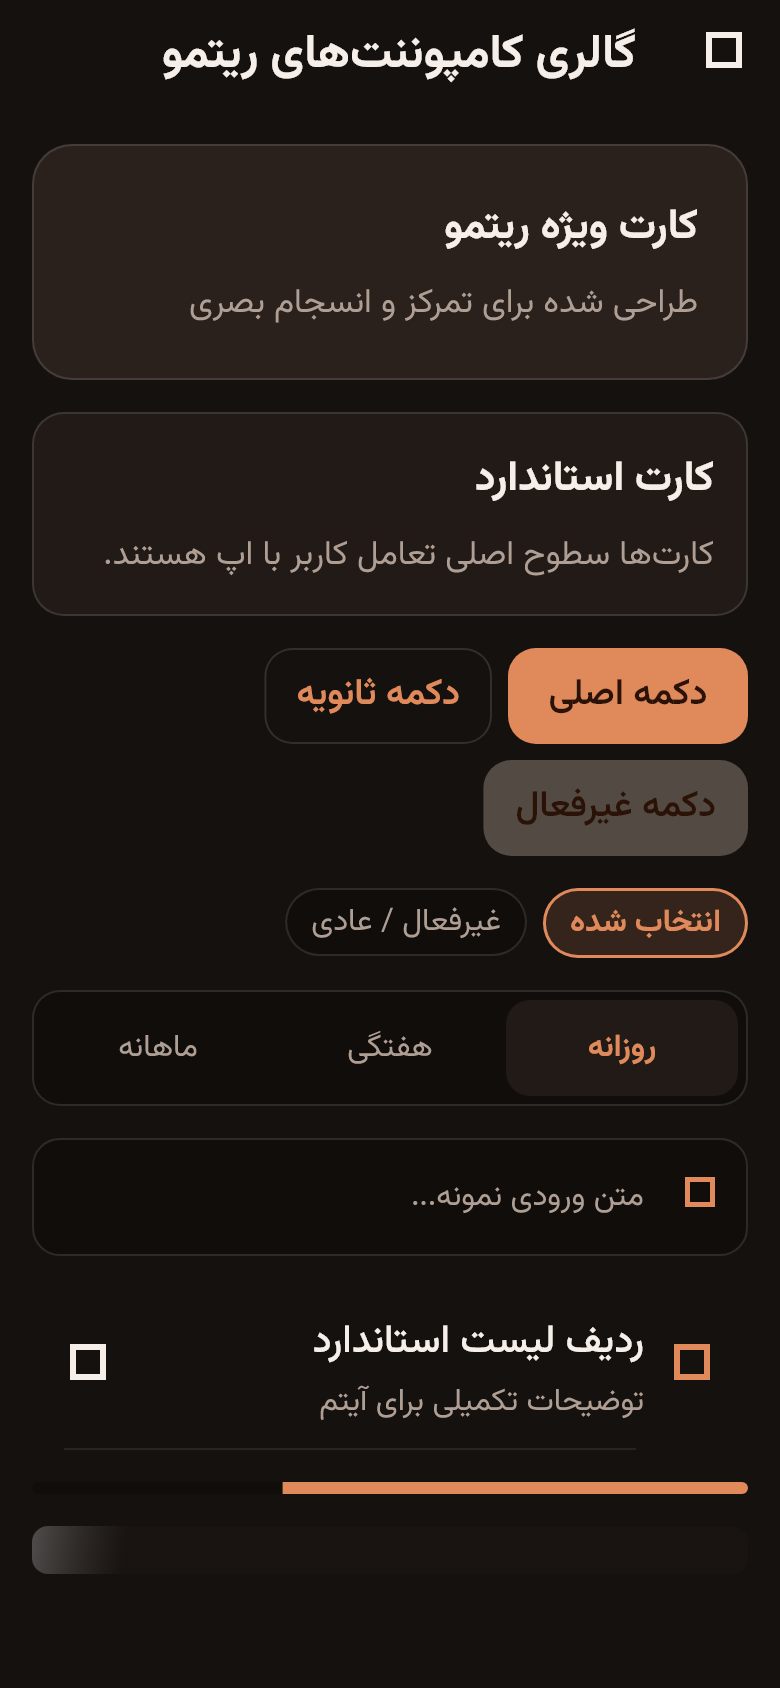 گالری کامپوننت‌های ریتمو
کارت ویژه ریتمو
طراحی شده برای تمرکز و انسجام بصری
کارت استاندارد
کارت‌ها سطوح اصلی تعامل کاربر با اپ هستند.
دکمه اصلی
دکمه ثانویه
دکمه غیرفعال
انتخاب شده
غیرفعال / عادی
روزانه
هفتگی
ماهانه
متن ورودی نمونه...
ردیف لیست استاندارد
توضیحات تکمیلی برای آیتم